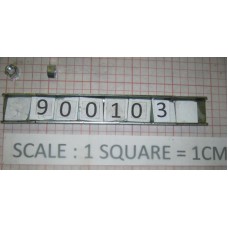 900103
SCALE : 1 SQUARE = 1CM